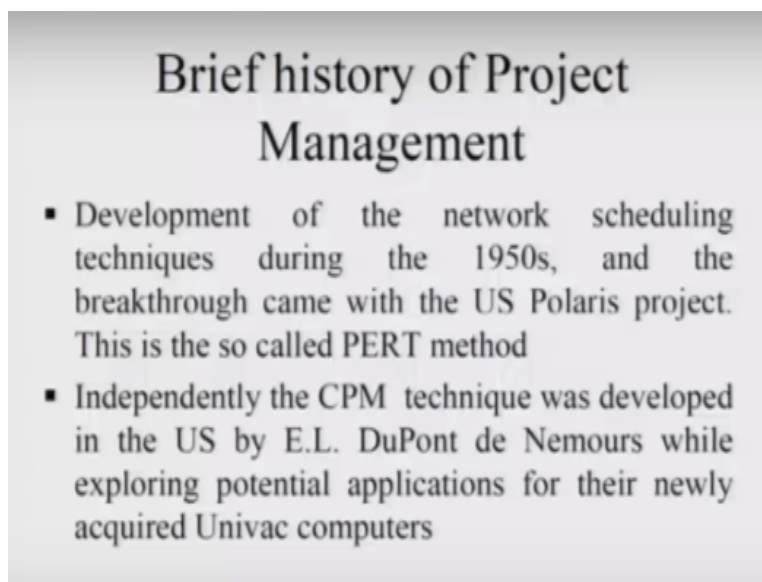 Brief history of Project
Management
▪ Development of the network scheduling
techniques during the 1950s, and the
breakthrough came with the US Polaris project.
This is the so called PERT method
▪ Independently the CPM technique was developed
in the US by E.L. DuPont de Nemours while
exploring potential applications for their newly
acquired Univac computers